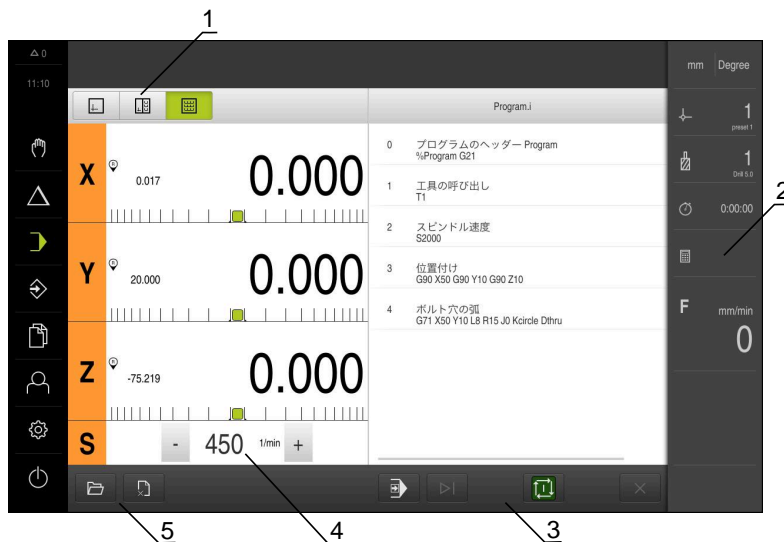 1
△ 0
11:10
mm Degree
Program.i
1
preset 1
1
Drill 5.0
2
0:00:00
F mm/min
0
X R 0.017 0.000
Y R 20.000 0.000
Z R -75.219 0.000
S - 450 1/min +
0 プログラムのヘッダー Program
%Program G21
1 工具の呼び出し
T1
2 スピンドル速度
S2000
3 位置付け
G90 X50 G90 Y10 G90 Z10
4 ボルト穴の弧
G71 X50 Y10 L8 R15 J0 Kcircle Dthru
5
4
3